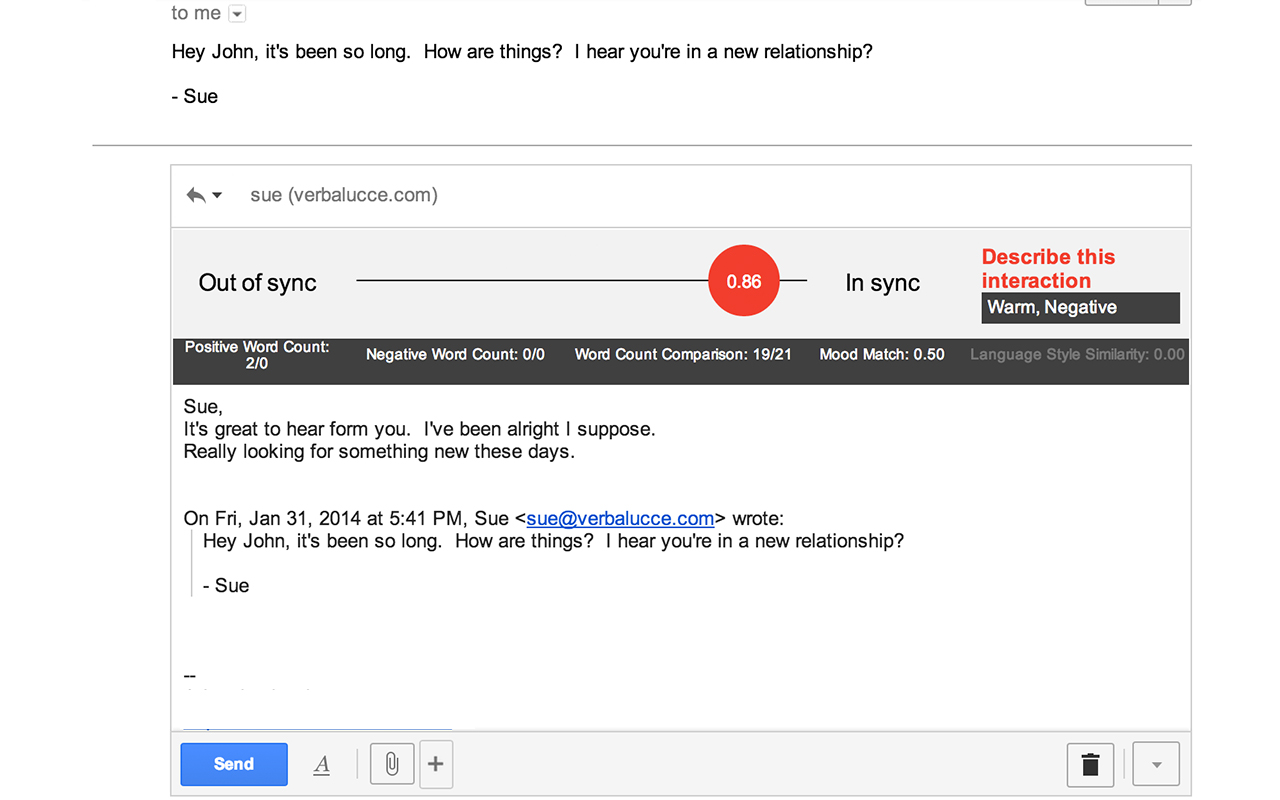 to me
Hey John, it's been so long. How are things? I hear you're in a new relationship?
- Sue
sue (verbalucce.com)
Out of sync
0.86
In sync
Describe this
interaction
Warm, Negative
Positive Word Count:
2/0
Negative Word Count: 0/0
Word Count Comparison: 19/21
Mood Match: 0.50
Language Style Similarity: 0.00
Sue,
It's great to hear form you. I've been alright I suppose.
Really looking for something new these days.
On Fri, Jan 31, 2014 at 5:41 PM, Sue <sue@verbalucce.com> wrote:
Hey John, it's been so long. How are things? I hear you're in a new relationship?
- Sue
--
Send
A